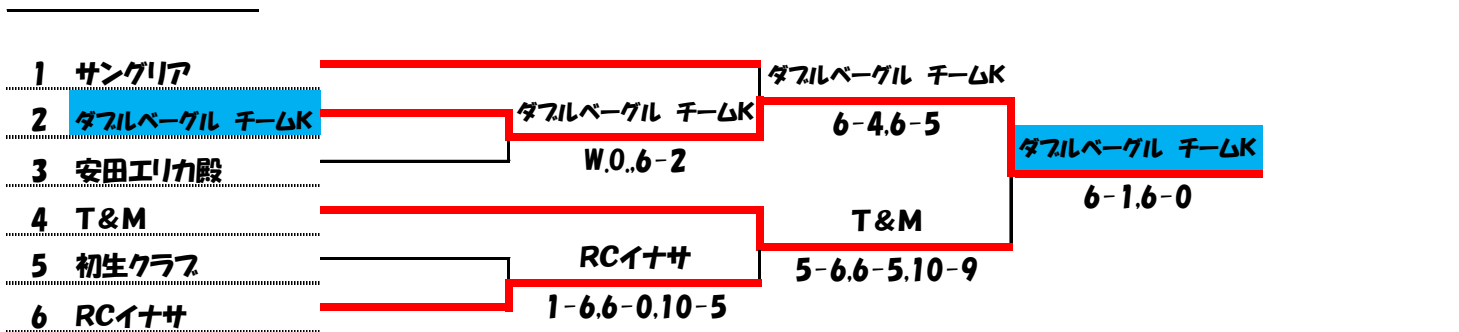 1 サングリア
2 ダブルベーグル チームK
3 安田エリカ殿
4 T&M
5 初生クラブ
6 RCイナサ
ダブルベーグル チームK
W.O.,6-2
RCイナサ
1-6,6-0,10-5
ダブルベーグル チームK
6-4,6-5
T&M
5-6,6-5,10-9
ダブルベーグル チームK
6-1,6-0